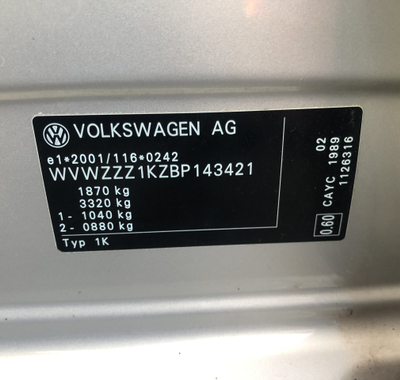 VOLKSWAGEN AG
e1*2001/116*0242
WVWZZZ1KZBP143421
1870 kg
3320 kg
1- 1040 kg
2- 0880 kg
Typ 1K
0.60
CAYC 1989
02
1126316